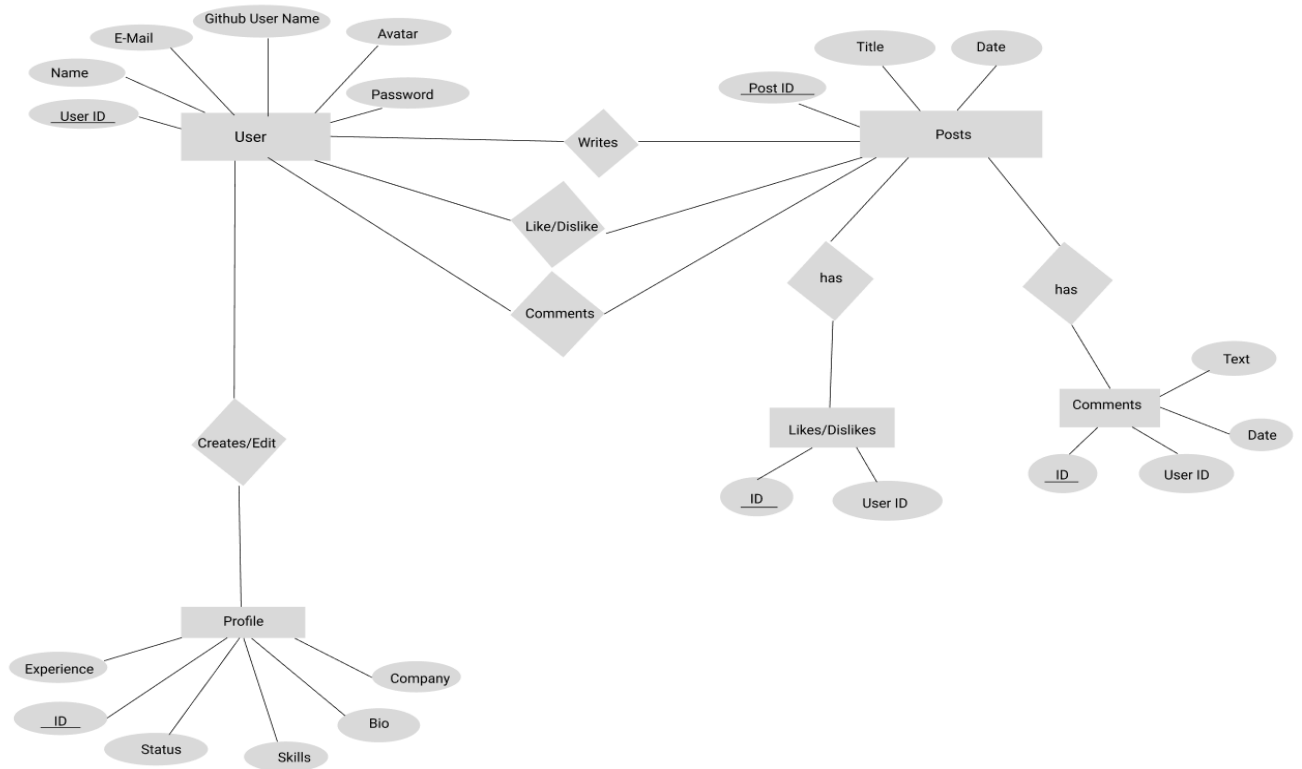 Github User Name
E-Mail
Avatar
Name
Password
User ID
User
Title
Date
Post ID
Posts
Writes
Like/Dislike
Comments
has
has
Text
Comments
Date
ID
User ID
Likes/Dislikes
ID
User ID
Creates/Edit
Profile
Experience
Company
ID
Bio
Status
Skills